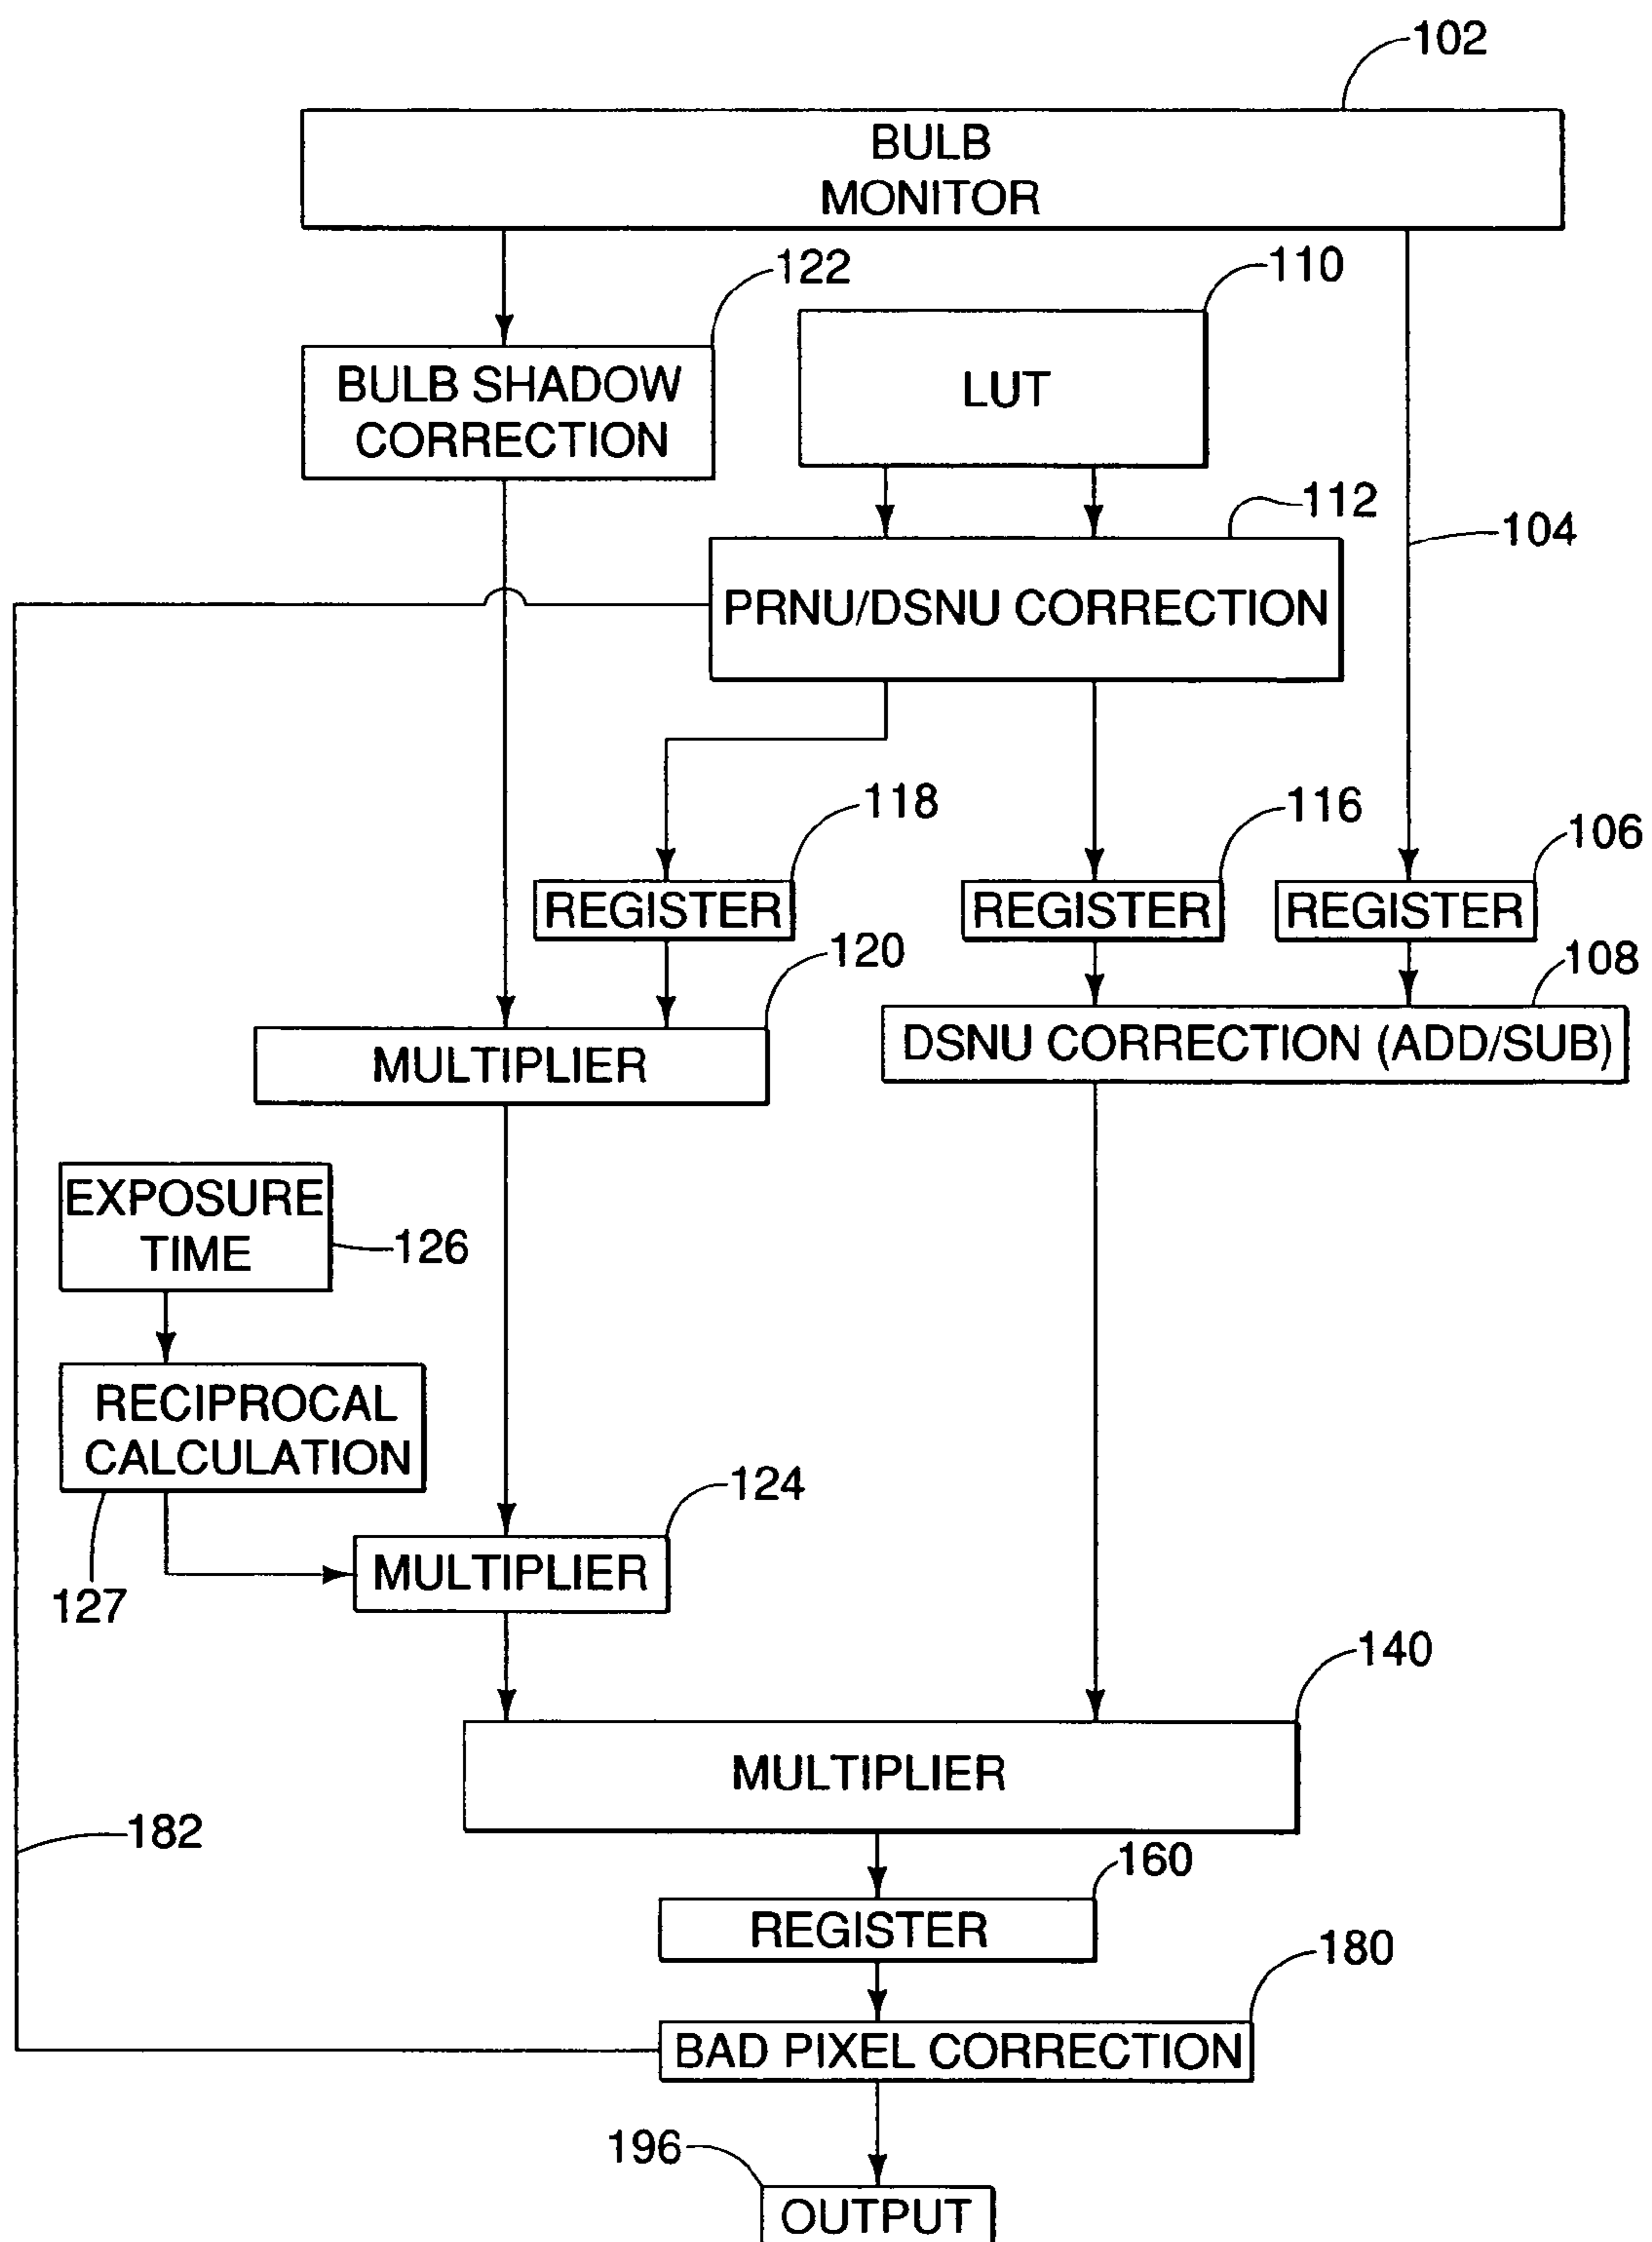 102
BULB
MONITOR
122
110
BULB SHADOW
CORRECTION
LUT
112
104
PRNU/DSNU CORRECTION
118
116
106
REGISTER
REGISTER
REGISTER
120
108
MULTIPLIER
DSNU CORRECTION (ADD/SUB)
EXPOSURE
TIME
126
RECIPROCAL
CALCULATION
124
127
MULTIPLIER
140
MULTIPLIER
182
160
REGISTER
180
BAD PIXEL CORRECTION
196
OUTPUT